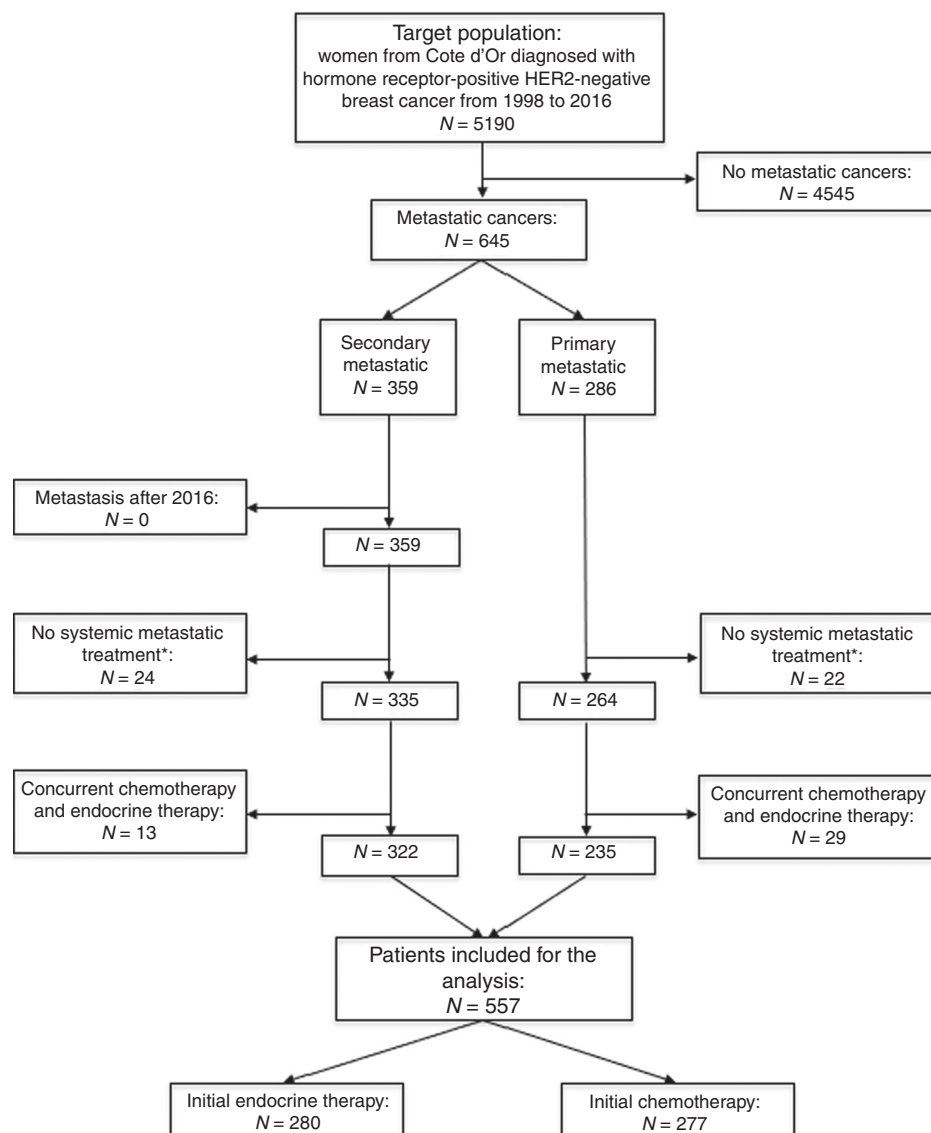 Target population:
women from Cote d'Or diagnosed with
hormone receptor-positive HER2-negative
breast cancer from 1998 to 2016
N = 5190
No metastatic cancers:
N = 4545
Metastatic cancers:
N = 645
Secondary
metastatic
N = 359
Primary
metastatic
N = 286
Metastasis after 2016:
N = 0
N = 359
No systemic metastatic
treatment*:
N = 24
No systemic metastatic
treatment*:
N = 22
N = 335
N = 264
Concurrent chemotherapy
and endocrine therapy:
N = 13
Concurrent chemotherapy
and endocrine therapy:
N = 29
N = 322
N = 235
Patients included for the
analysis:
N = 557
Initial endocrine therapy:
N = 280
Initial chemotherapy:
N = 277